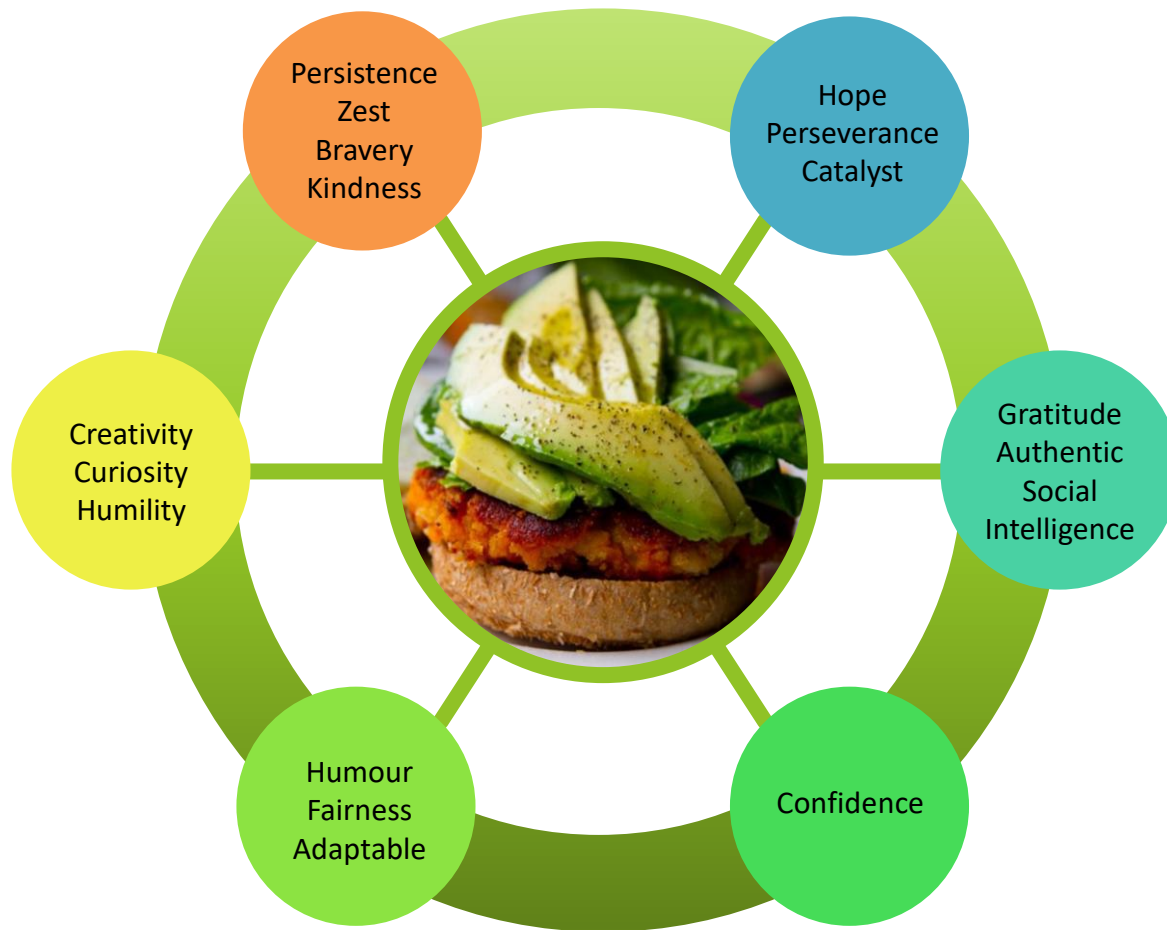 Persistence
Zest
Bravery
Kindness
Hope
Perseverance
Catalyst
Creativity
Curiosity
Humility
Gratitude
Authentic
Social
Intelligence
Humour
Fairness
Adaptable
Confidence